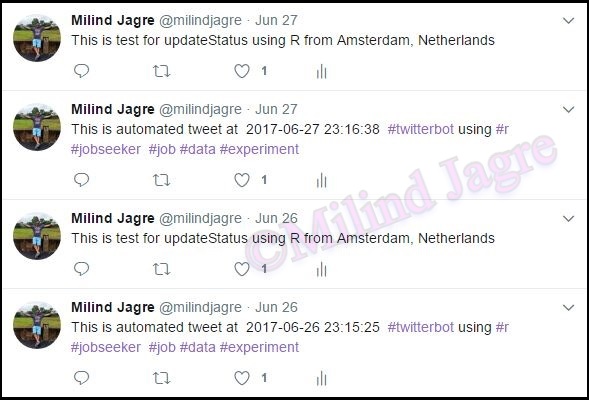 Milind Jagre @milindjagre · Jun 27
This is test for updateStatus using R from Amsterdam, Netherlands
1
Milind Jagre @milindjagre · Jun 27
This is automated tweet at 2017-06-27 23:16:38 #twitterbot using #r
#jobseeker #job #data #experiment
1
Milind Jagre @milindjagre · Jun 26
This is test for updateStatus using R from Amsterdam, Netherlands
1
Milind Jagre @milindjagre · Jun 26
This is automated tweet at 2017-06-26 23:15:25 #twitterbot using #r
#jobseeker #job #data #experiment
1
©Milind Jagre